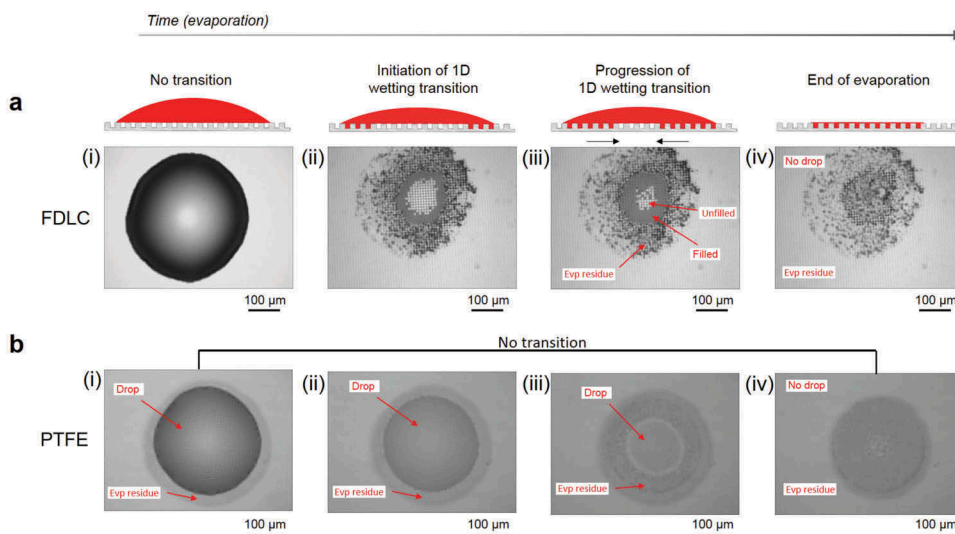 Time (evaporation)
a
No transition
Initiation of 1D
wetting transition
Progression of
1D wetting transition
End of evaporation
FDLC
(i)
(ii)
(iii)
Unfilled
Filled
Evp residue
(iv)
No drop
Evp residue
100 µm
100 µm
100 µm
100 µm
b
No transition
PTFE
(i)
Drop
Evp residue
(ii)
Drop
Evp residue
(iii)
Drop
Evp residue
(iv)
No drop
Evp residue
100 µm
100 µm
100 µm
100 µm